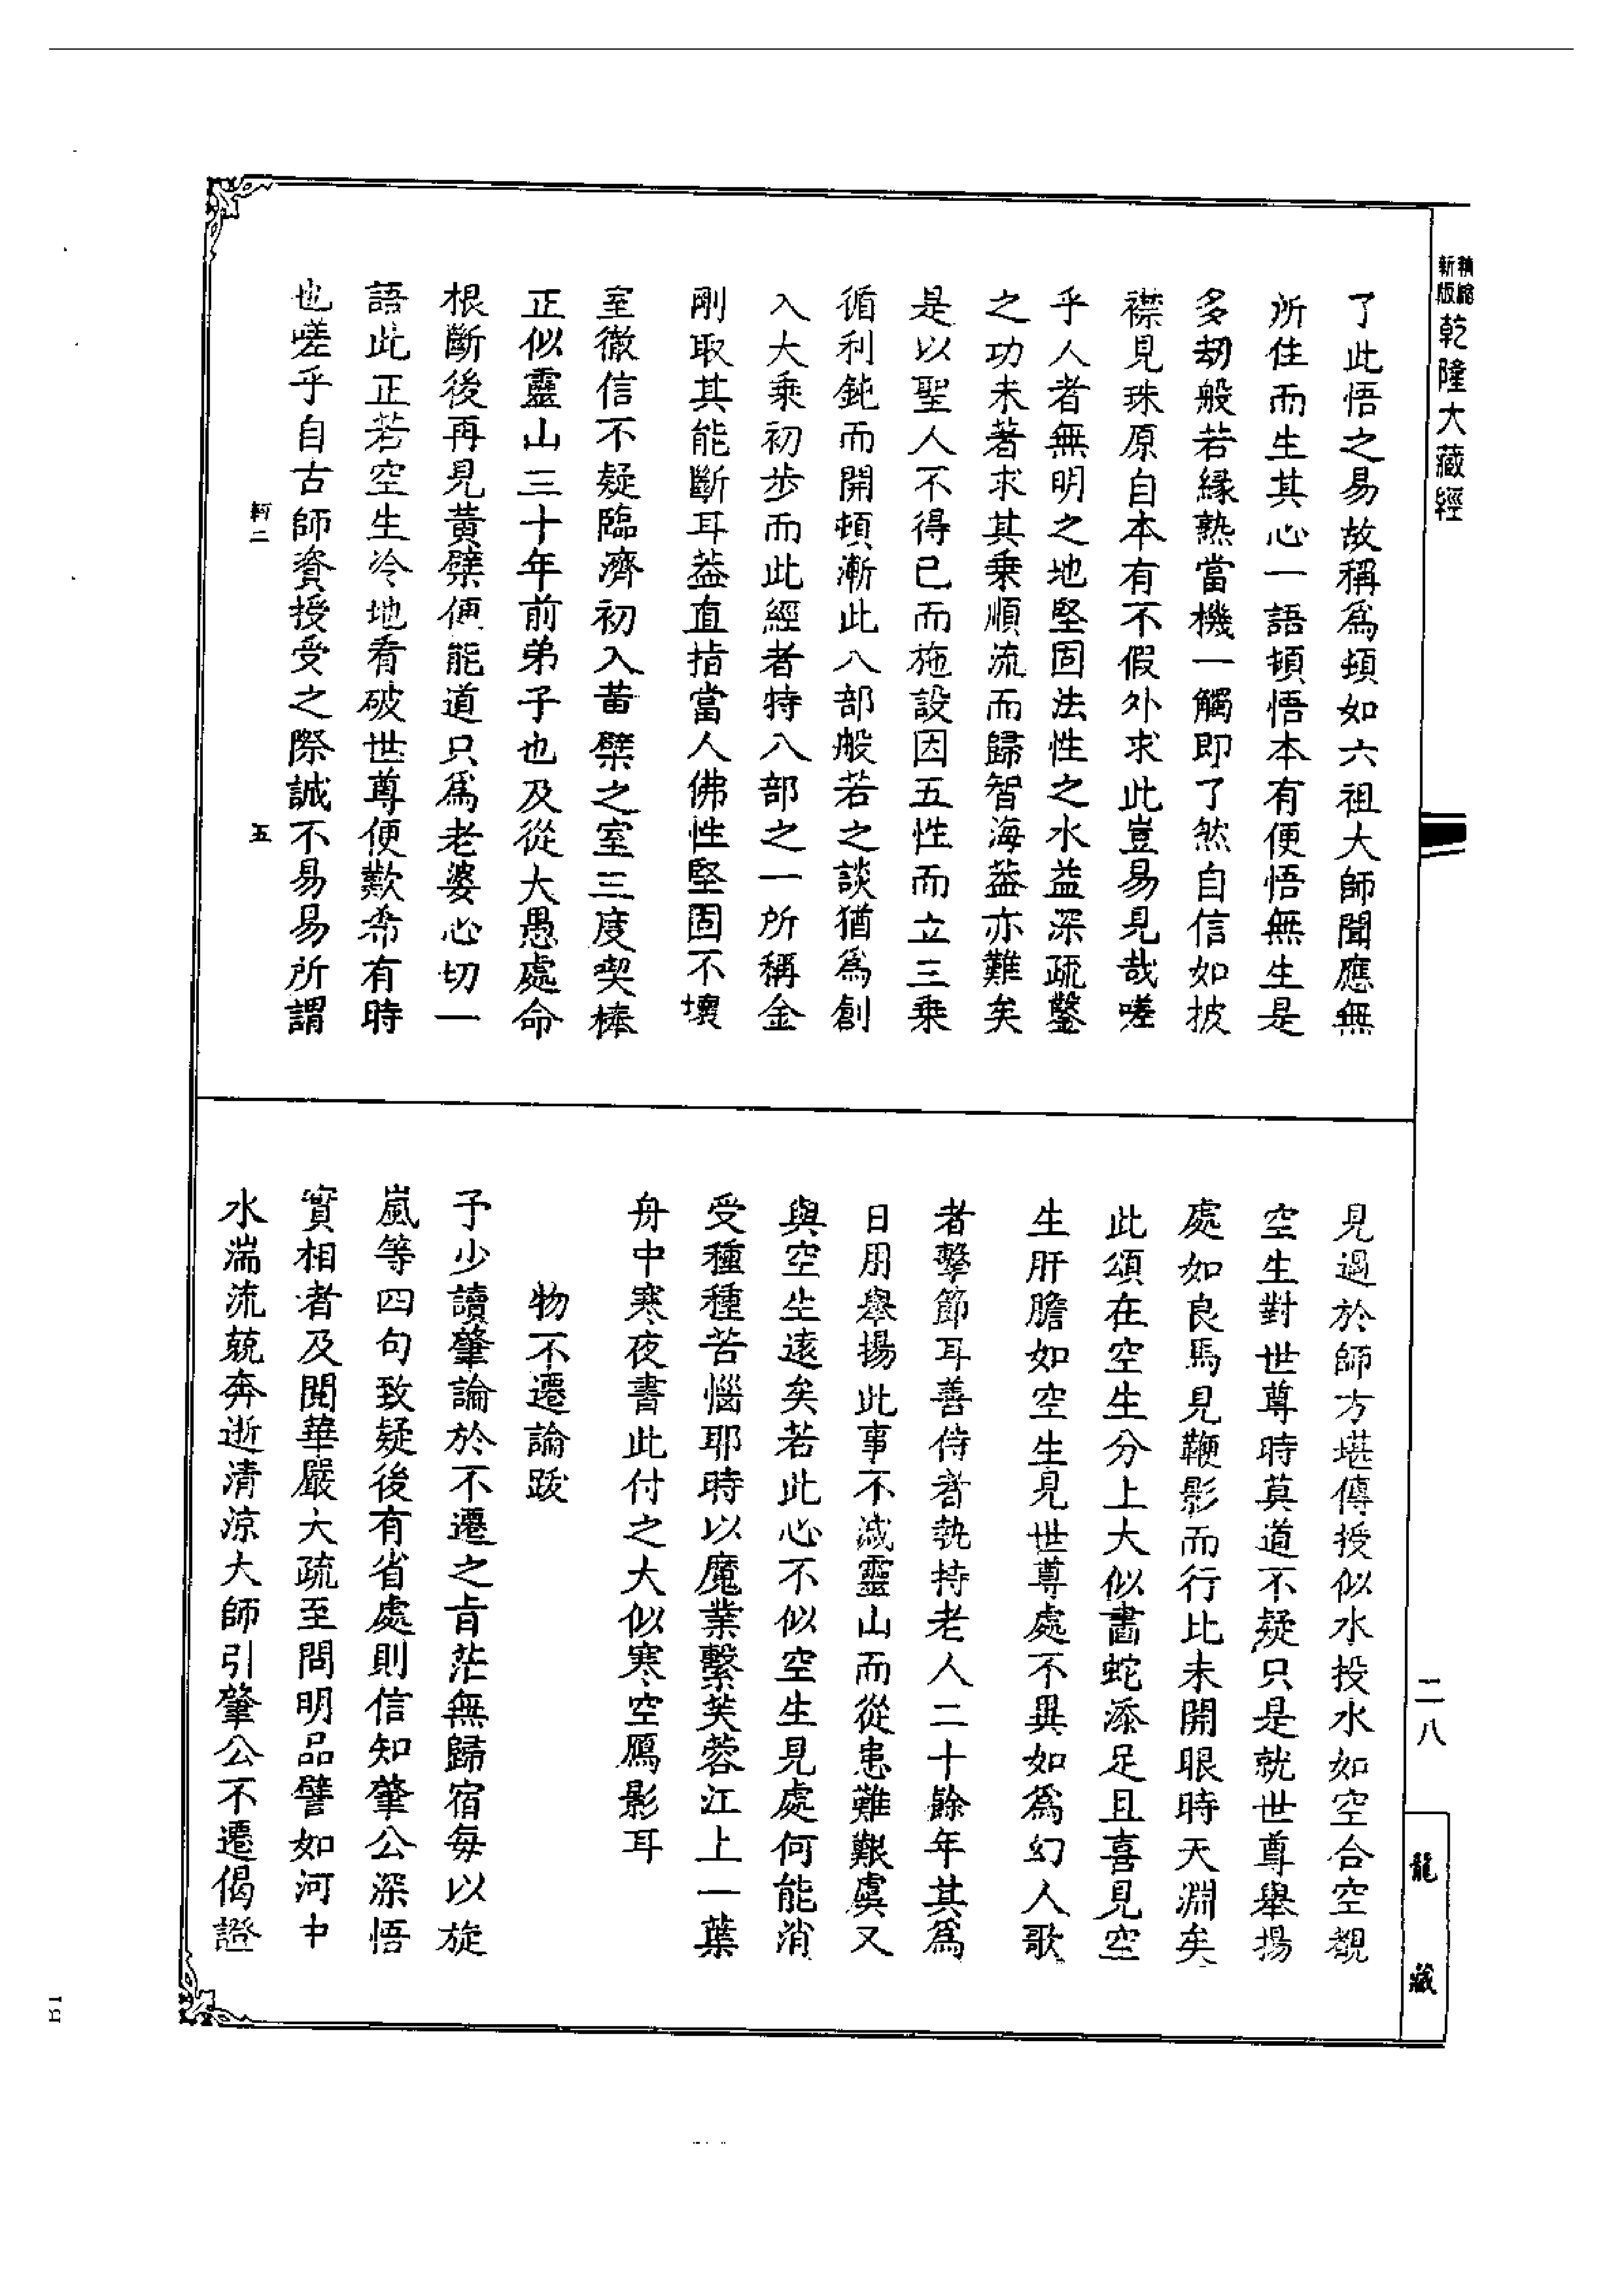 精縮
新版
乾隆大藏經
了此悟之易故稱爲頓如六祖大師聞應無
所住而生其心一語頓悟本有便悟無生是
多劫般若緣熟當機一觸即了然自信如披
襟見珠原自本有不假外求此豈易見哉嗟
乎人者無明之地堅固法性之水益深疏鑿
之功未著求其乗順流而歸智海葢亦難矣
是以聖人不得已而施設因五性而立三乗
循利鈍而開頓漸此八部般若之談猶爲創
入大乗初步而此經者特八部之一所稱金
剛取其能斷耳葢直指當人佛性堅固不壞
室徹信不疑臨濟初入黃檗之室三度喫棒
正似靈山三十年前弟子也及從大愚處命
根斷後再見黃檗便能道只爲老婆心切一
語此正若空生冷地看破世尊便歎希有時
也嗟乎自古師資授受之際誠不易易所謂
軻二
五
見過於師方堪傳授似水投水如空合空觀
空生對世尊時莫道不疑只是就世尊舉揚
處如良馬見鞭影而行比未開眼時天淵矣
此頌在空生分上大似畫蛇添足且喜見空
生肝膽如空生見世尊處不異如爲幻人歌
者擊節耳善侍者執持老人二十餘年其爲
日用舉揚此事不減靈山而從患難艱虞又
與空生遠矣若此心不似空生見處何能消
受種種苦惱耶時以魔業繫芙蓉江上一葉
舟中寒夜書此付之大似寒空鴈影耳
物不遷論跋
予少讀肇論於不遷之旨茫無歸宿每以旋
嵐等四句致疑後有省處則信知肇公深悟
實相者及閱華嚴大疏至問明品譬如河中
水湍流競奔逝清涼大師引肇公不遷偈證
二八
龍藏